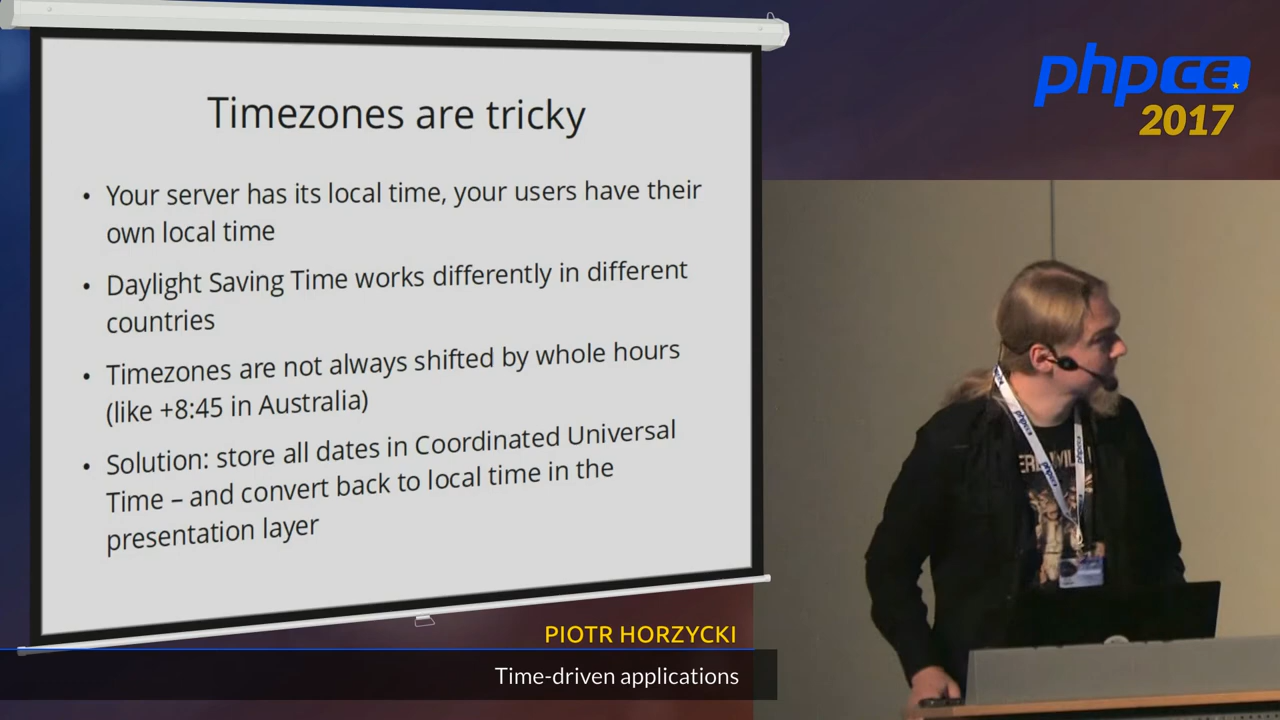 Timezones are tricky
• Your server has its local time, your users have their
own local time
• Daylight Saving Time works differently in different
countries
• Timezones are not always shifted by whole hours
(like +8:45 in Australia)
• Solution: store all dates in Coordinated Universal
Time – and convert back to local time in the
presentation layer
phpCE
2017
phpce
phpce
PIOTR HORZYCKI
Time-driven applications